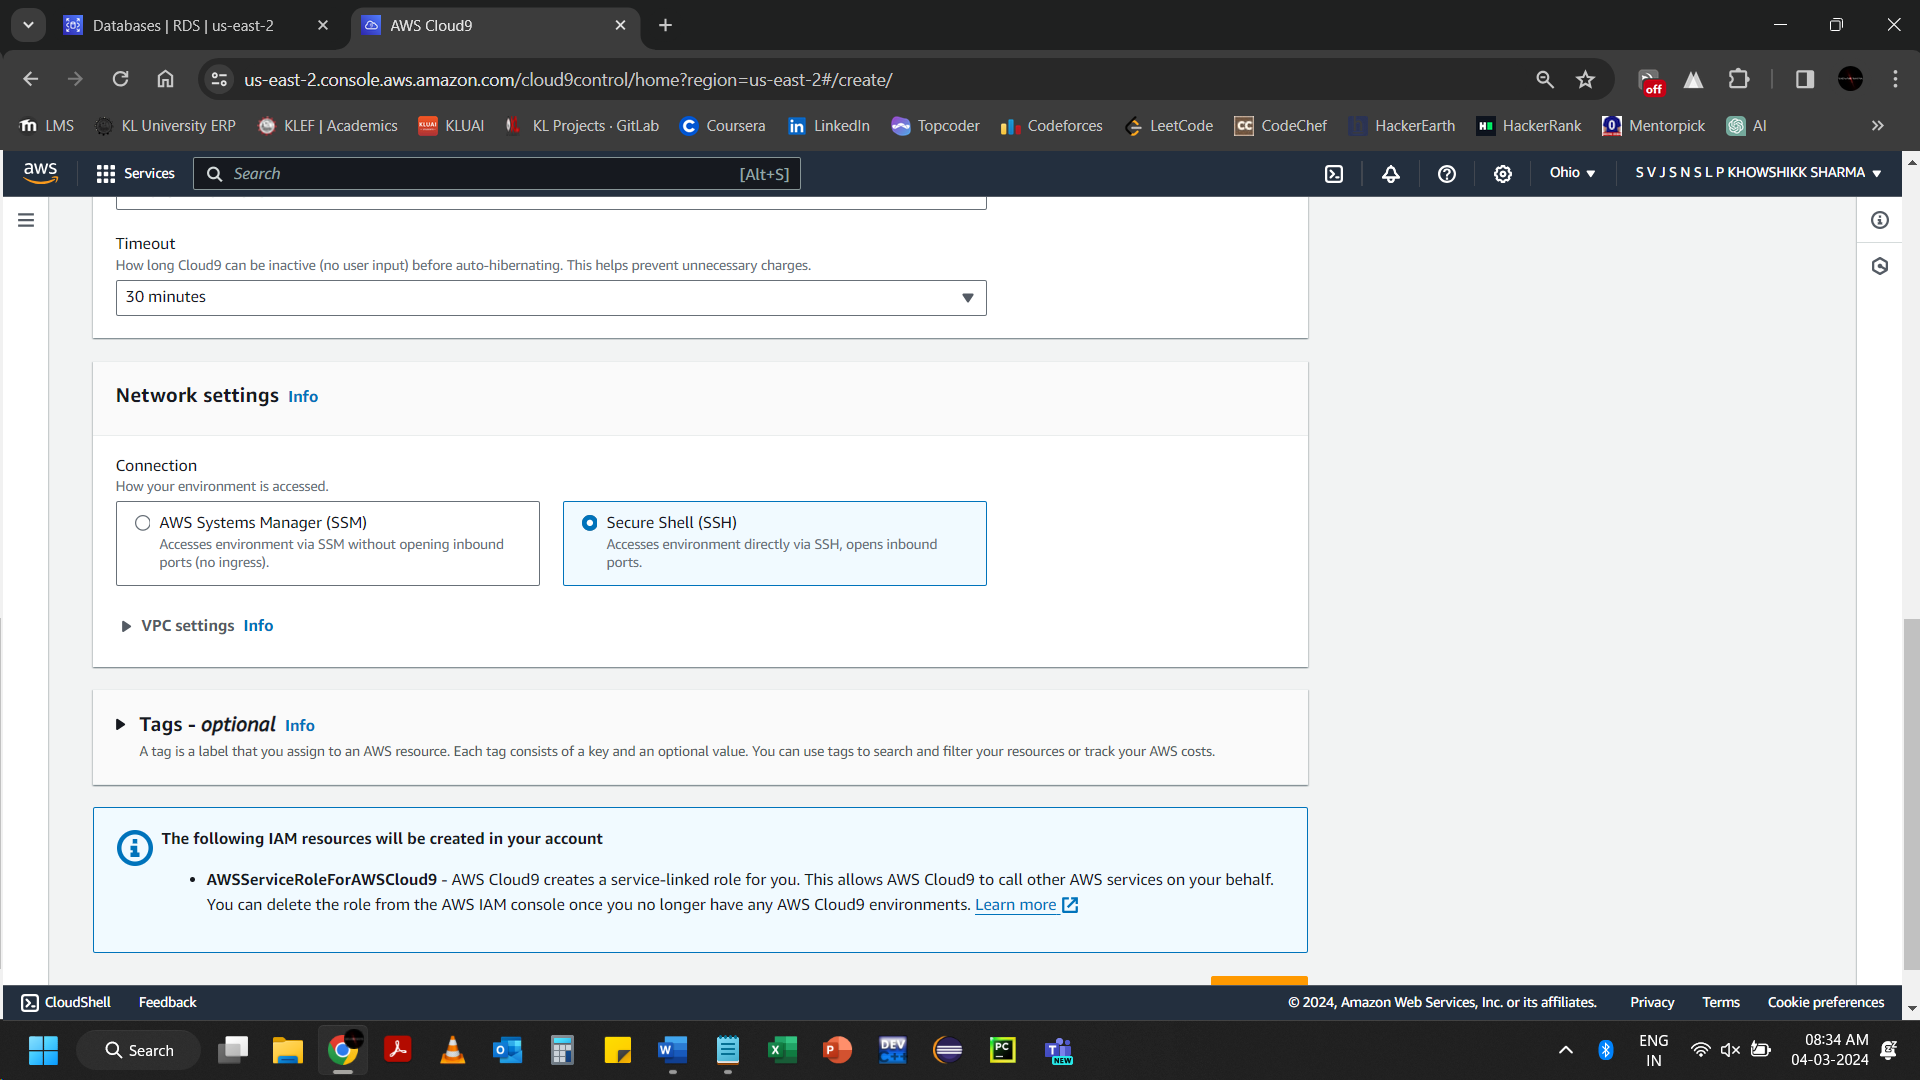 Databases | RDS | us-east-2
AWS Cloud9
us-east-2.console.aws.amazon.com/cloud9control/home?region=us-east-2#/create/
off
LMS
KL University ERP
KLEF | Academics
KLUAI
KL Projects · GitLab
Coursera
LinkedIn
Topcoder
Codeforces
LeetCode
CodeChef
HackerEarth
HackerRank
Mentorpick
AI
aws
Services
Search
[Alt+S]
Ohio
S V J S N S L P KHOWSHIKK SHARMA
Timeout
How long Cloud9 can be inactive (no user input) before auto-hibernating. This helps prevent unnecessary charges.
30 minutes
Network settings Info
Connection
How your environment is accessed.
AWS Systems Manager (SSM)
Accesses environment via SSM without opening inbound
ports (no ingress).
Secure Shell (SSH)
Accesses environment directly via SSH, opens inbound
ports.
VPC settings Info
Tags - optional Info
A tag is a label that you assign to an AWS resource. Each tag consists of a key and an optional value. You can use tags to search and filter your resources or track your AWS costs.
The following IAM resources will be created in your account
• AWSServiceRoleForAWSCloud9 - AWS Cloud9 creates a service-linked role for you. This allows AWS Cloud9 to call other AWS services on your behalf.
You can delete the role from the AWS IAM console once you no longer have any AWS Cloud9 environments. Learn more
CloudShell
Feedback
© 2024, Amazon Web Services, Inc. or its affiliates.
Privacy
Terms
Cookie preferences
Search
DEV
PC
NEW
ENG
IN
08:34 AM
04-03-2024